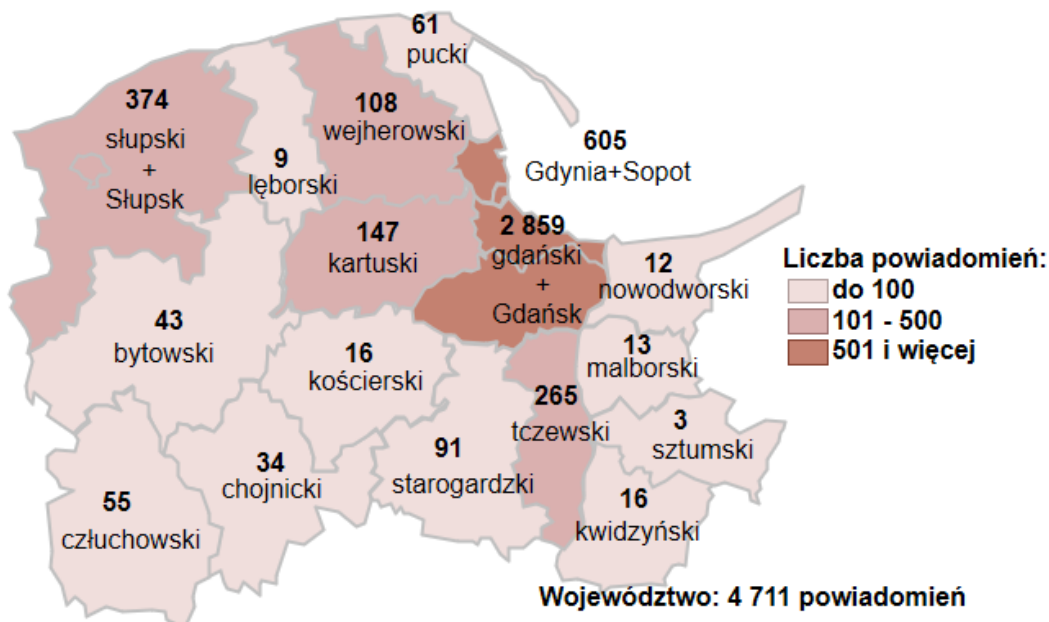 61
pucki
374
słupski
+
Słupsk
108
wejherowski
9
lęborski
605
Gdynia+Sopot
147
kartuski
2 859
gdański
+
Gdańsk
12
nowodworski
Liczba powiadomień:
do 100
101 - 500
501 i więcej
43
bytowski
16
kościerski
13
malborski
265
tczewski
3
sztumski
91
starogardzki
34
chojnicki
55
człuchowski
16
kwidzyński
Województwo: 4 711 powiadomień